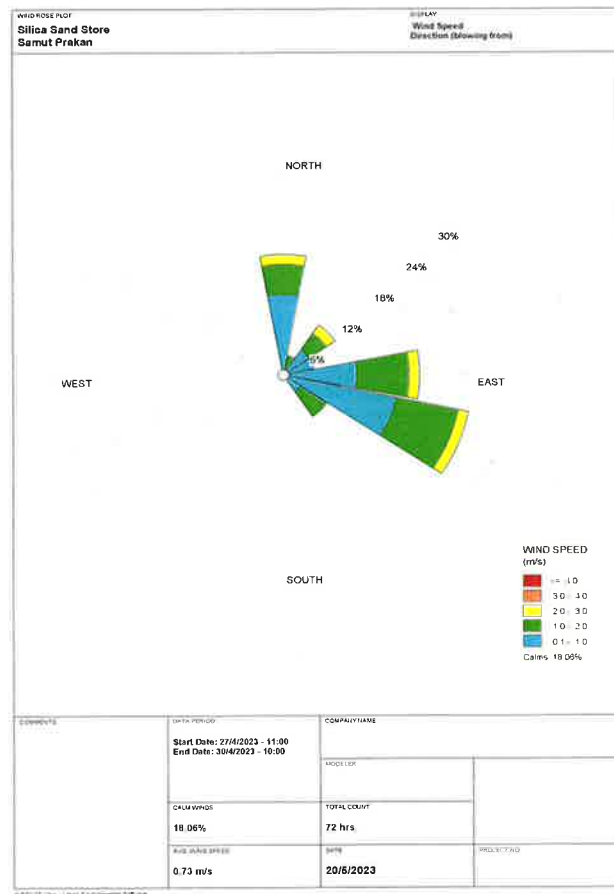 WIND ROSE PLOT
Silica Sand Store
Samut Prakan
DISPLAY
Wind Speed
Direction (blowing from)
NORTH
30%
24%
18%
12%
6%
WEST
EAST
SOUTH
WIND SPEED
(m/s)
3.0 - 4.0
2.0 - 3.0
1.0 - 2.0
0.1 - 1.0
Calms: 18.06%
COMMENTS
DATA PERIOD
Start Date: 27/4/2023 - 11:00
End Date: 30/4/2023 - 10:00
COMPANY NAME
MODELER
CALM WINDS
18.06%
TOTAL COUNT
72 hrs.
AVG. WIND SPEED
0.73 m/s
DATE
20/5/2023
PROJECT NO.